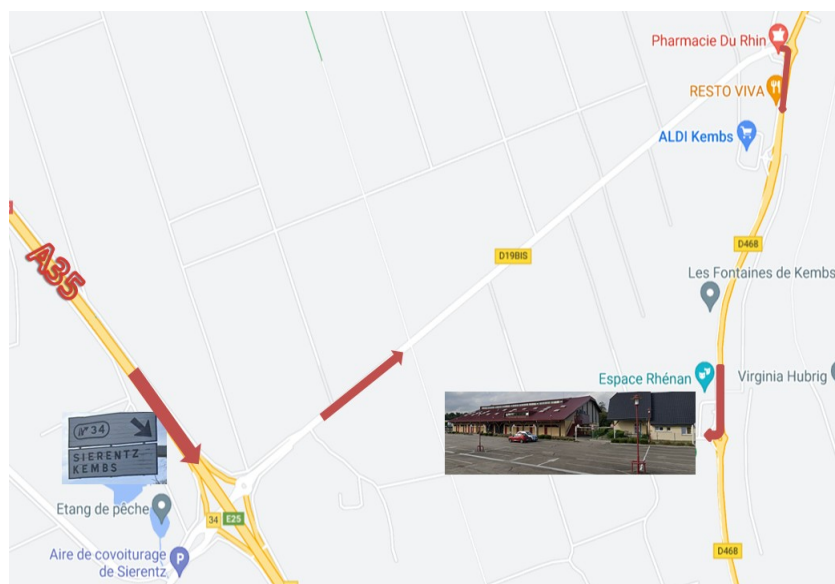 Pharmacie Du Rhin
RESTO VIVA
ALDI Kembs
D468
D19BIS
A35
Les Fontaines de Kembs
Espace Rhénan
Virginia Hubrig
34
SIERENTZ
KEMBS
Etang de pêche
34
E25
Aire de covoiturage
de Sierentz
P
D468